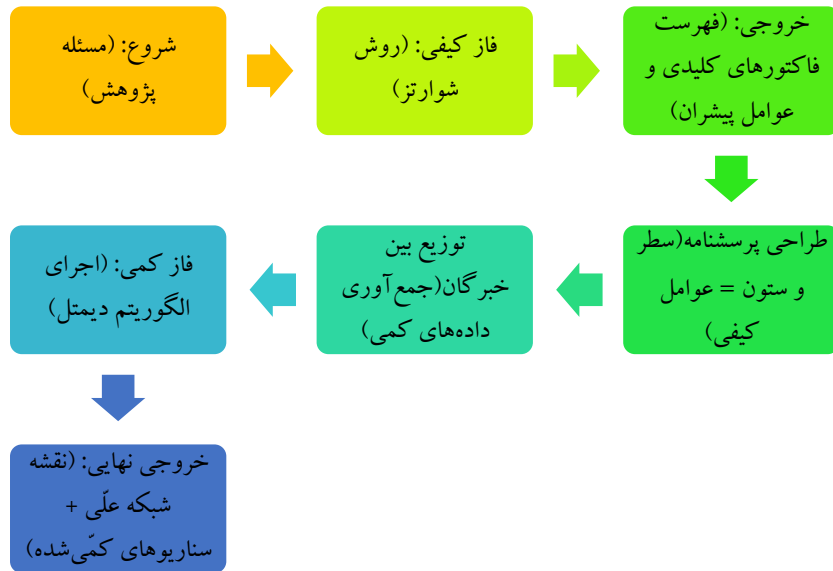 شروع: (مسئله
پژوهش)
فاز کیفی: (روش
شوارتز)
خروجی: (فهرست
فاکتورهای کلیدی و
عوامل پیشران)
طراحی پرسشنامه(سطر
و ستون = عوامل
کیفی)
توزیع بین
خبرگان(جمع‌آوری
داده‌های کمی)
فاز کمی: (اجرای
الگوریتم دیمتل)
خروجی نهایی: (نقشه
شبکه علّی +
سناریوهای کمّی‌شده)